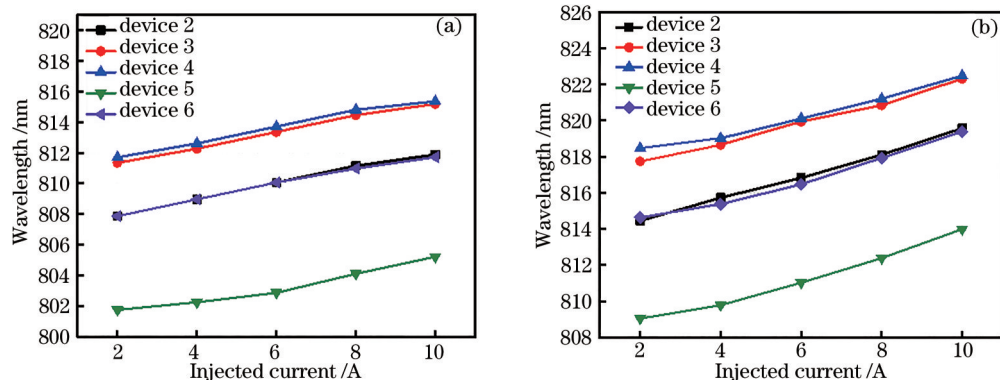 820
818
816
814
812
810
808
806
804
802
800
Wavelength /nm
device 2
device 3
device 4
device 5
device 6
(a)
2 4 6 8 10
Injected current /A
826
824
822
820
818
816
814
810
808
Wavelength /nm
device 2
device 3
device 4
device 5
device 6
(b)
2 4 6 8 10
Injected current /A